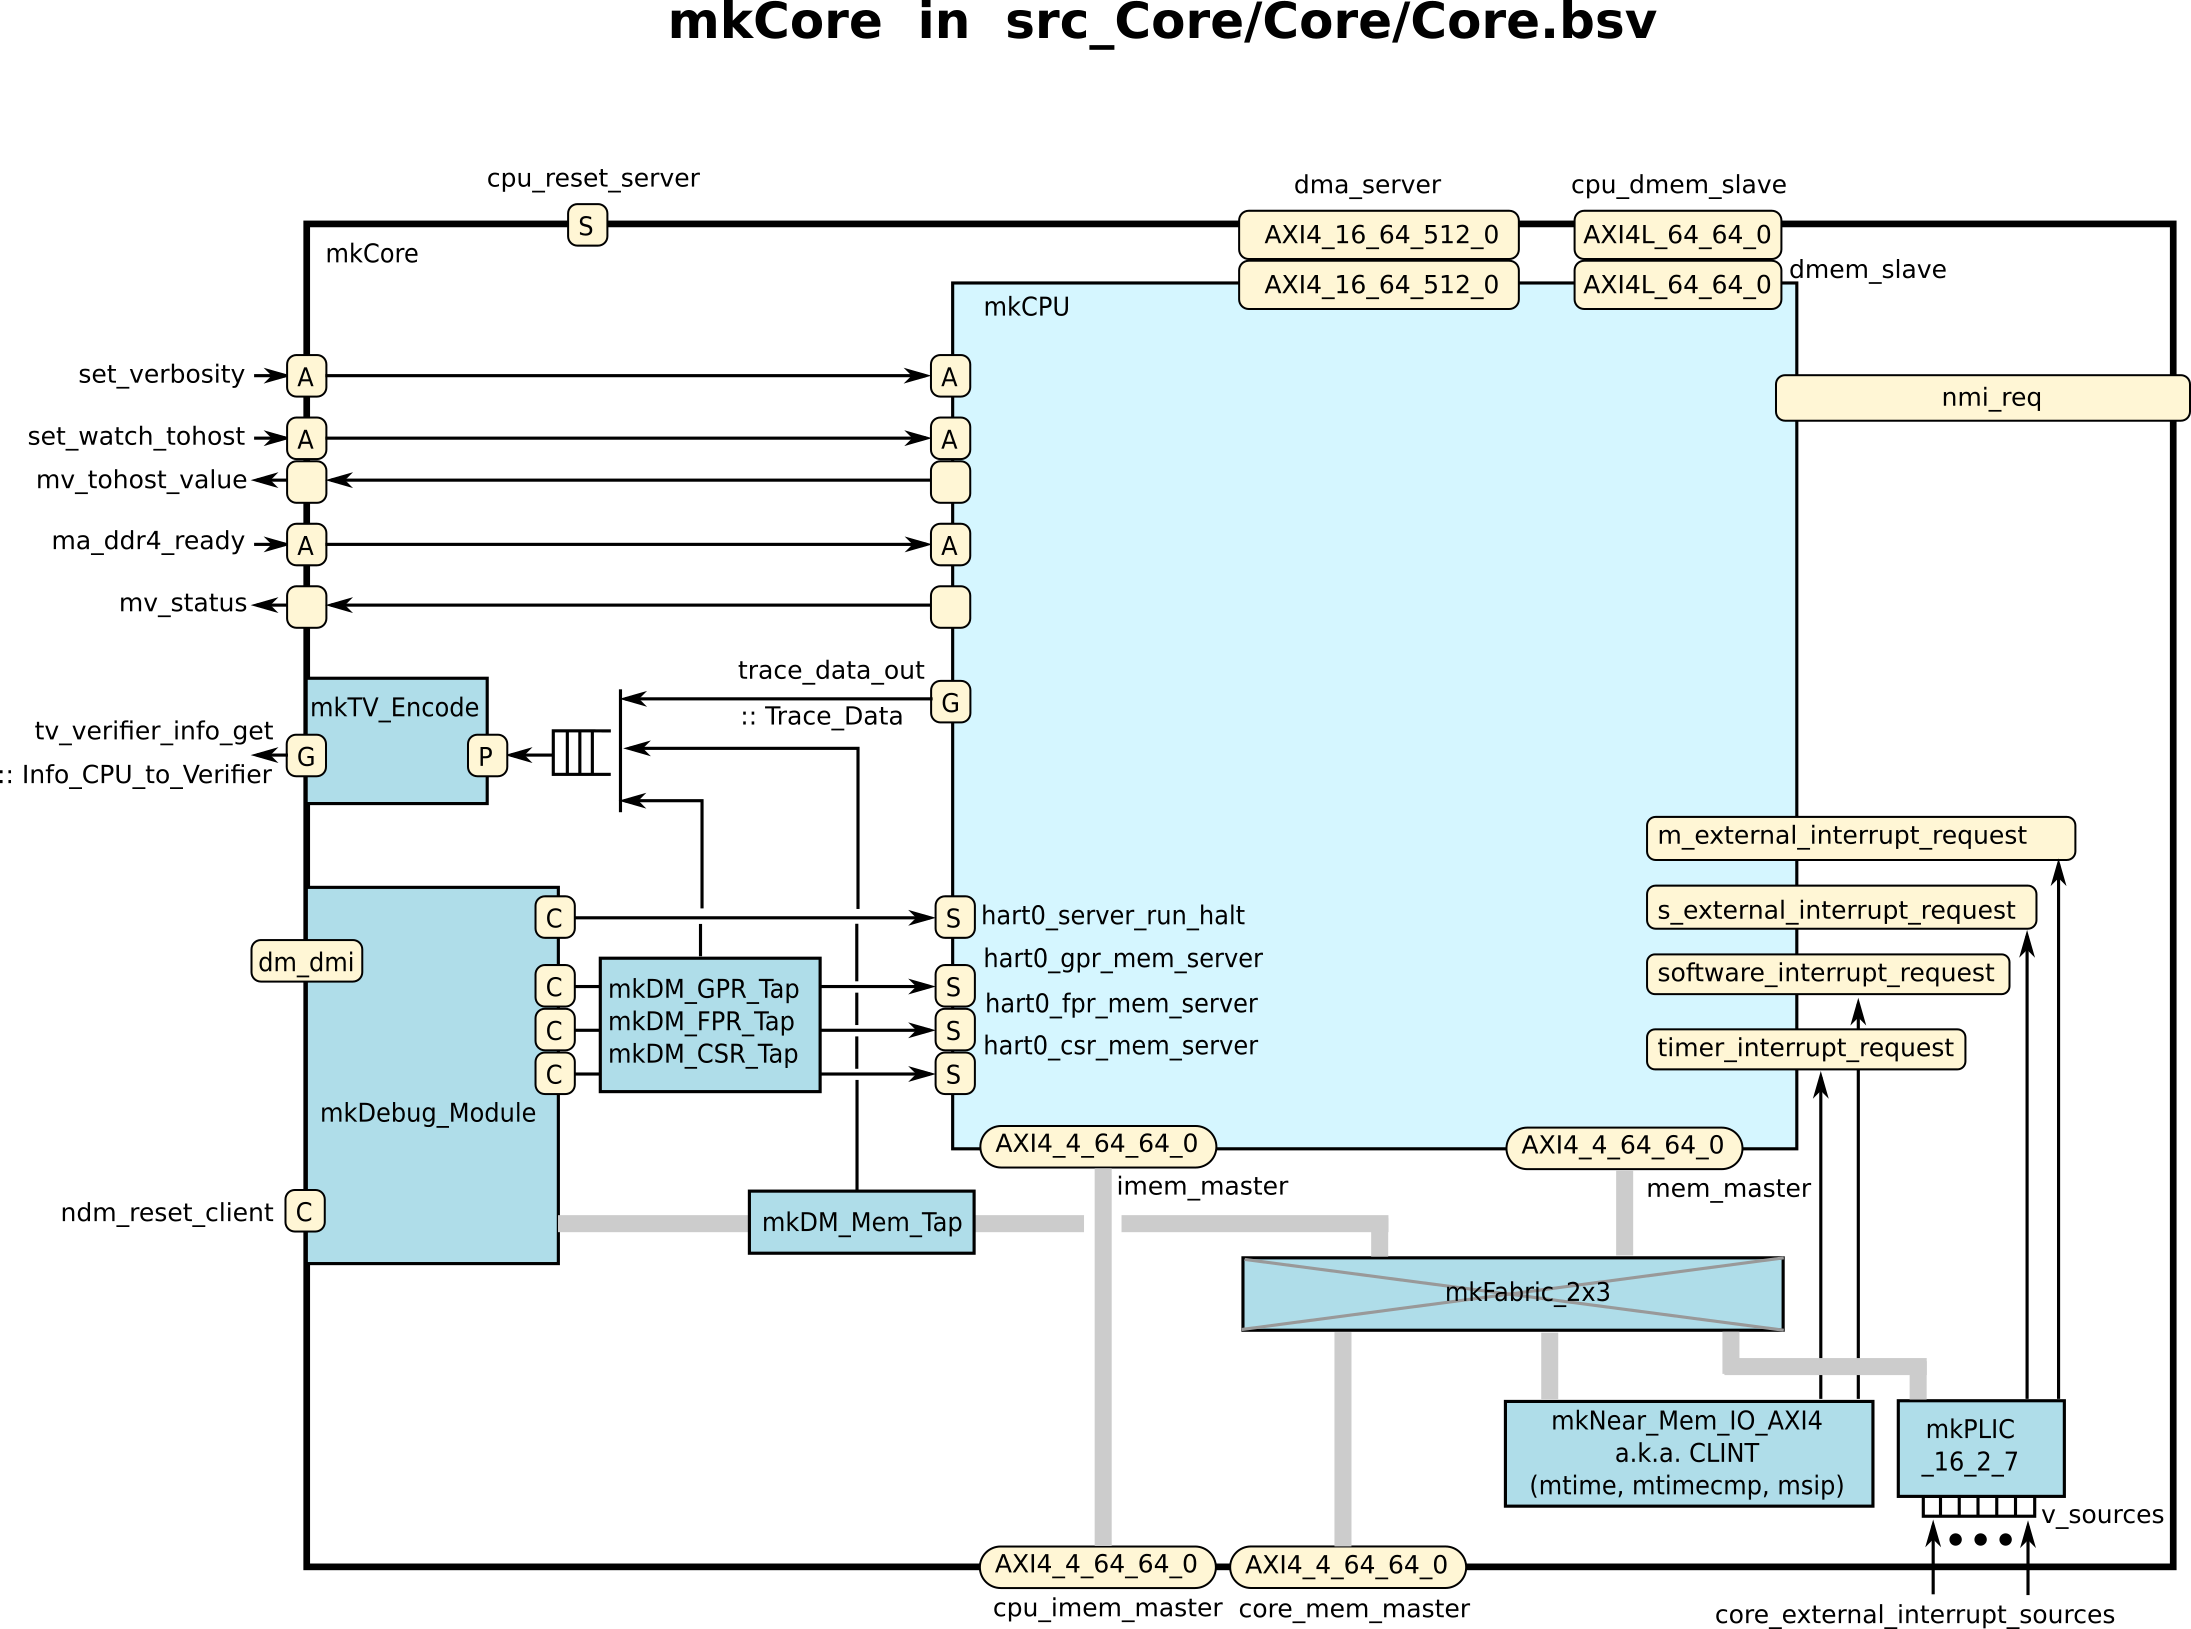 mkCore in src_Core/Core/Core.bsv
cpu_reset_server
dma_server
cpu_dmem_slave
S
AXI4_16_64_512_0
AXI4L_64_64_0
mkCore
dmem_slave
AXI4_16_64_512_0
AXI4L_64_64_0
mkCPU
set_verbosity
A
A
nmi_req
set_watch_tohost
A
A
mv_tohost_value
ma_ddr4_ready
A
A
mv_status
trace_data_out
G
:: Trace_Data
mkTV_Encode
tv_verifier_info_get
G
P
:: Info_CPU_to_Verifier
m_external_interrupt_request
C
S
hart0_server_run_halt
s_external_interrupt_request
dm_dmi
hart0_gpr_mem_server
software_interrupt_request
C
mkDM_GPR_Tap
S
hart0_fpr_mem_server
C
mkDM_FPR_Tap
S
hart0_csr_mem_server
timer_interrupt_request
C
mkDM_CSR_Tap
S
mkDebug_Module
AXI4_4_64_64_0
AXI4_4_64_64_0
imem_master
mem_master
ndm_reset_client
C
mkDM_Mem_Tap
mkFabric_2x3
mkNear_Mem_IO_AXI4
a.k.a. CLINT
(mtime, mtimecmp, msip)
mkPLIC
_16_2_7
v_sources
AXI4_4_64_64_0
AXI4_4_64_64_0
cpu_imem_master
core_mem_master
core_external_interrupt_sources